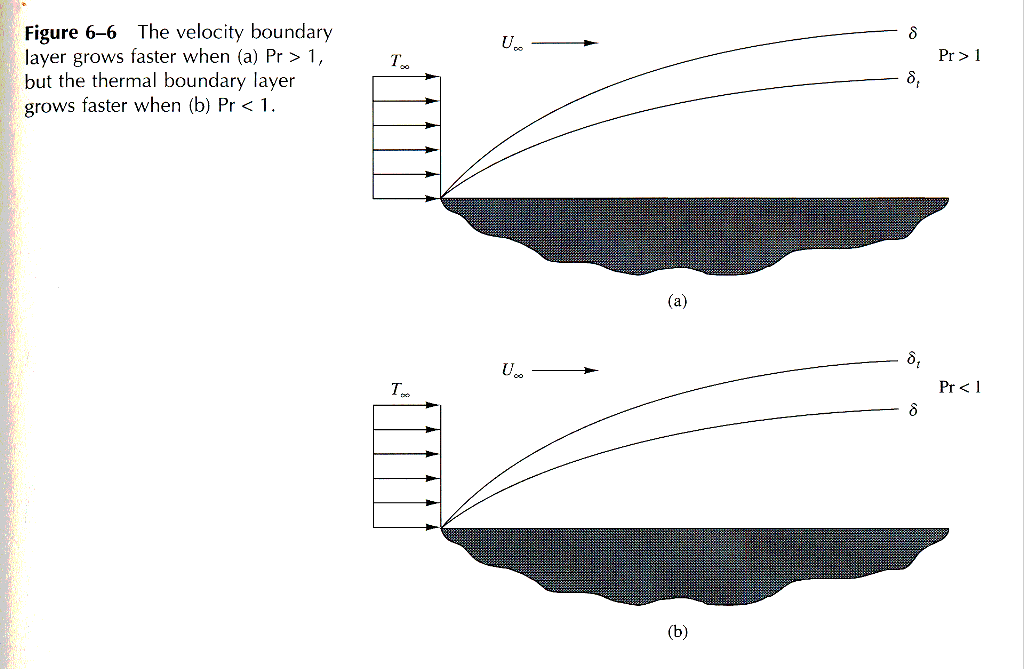 Figure 6–6 The velocity boundary
layer grows faster when (a) Pr > 1,
but the thermal boundary layer
grows faster when (b) Pr < 1.
U∞
δ
T∞
Pr > 1
δt
(a)
U∞
δt
T∞
Pr < 1
δ
(b)